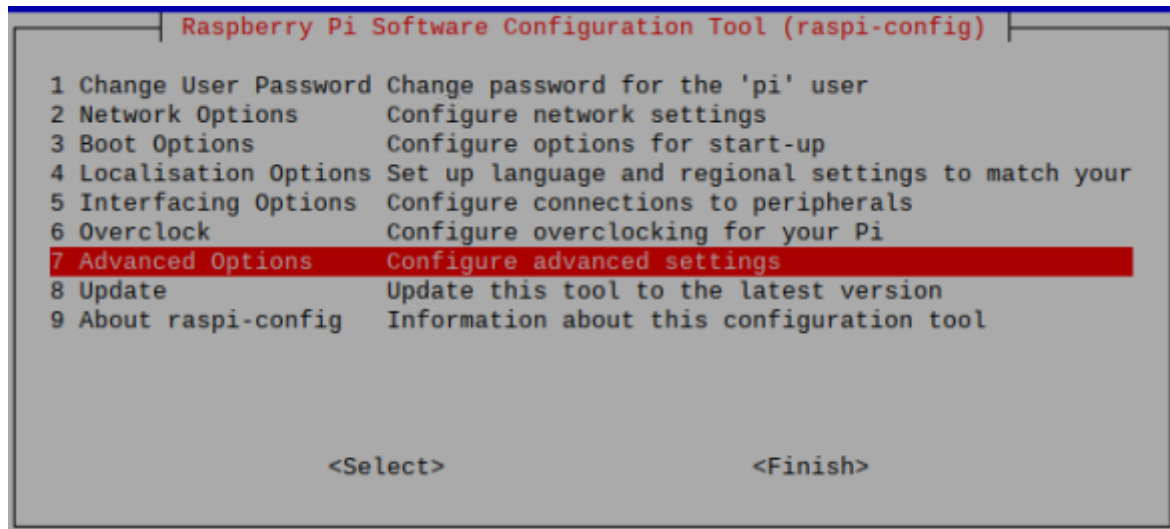 Raspberry Pi Software Configuration Tool (raspi-config)
1 Change User Password Change password for the 'pi' user
2 Network Options Configure network settings
3 Boot Options Configure options for start-up
4 Localisation Options Set up language and regional settings to match your
5 Interfacing Options Configure connections to peripherals
6 Overclock Configure overclocking for your Pi
7 Advanced Options Configure advanced settings
8 Update Update this tool to the latest version
9 About raspi-config Information about this configuration tool
<Select> <Finish>